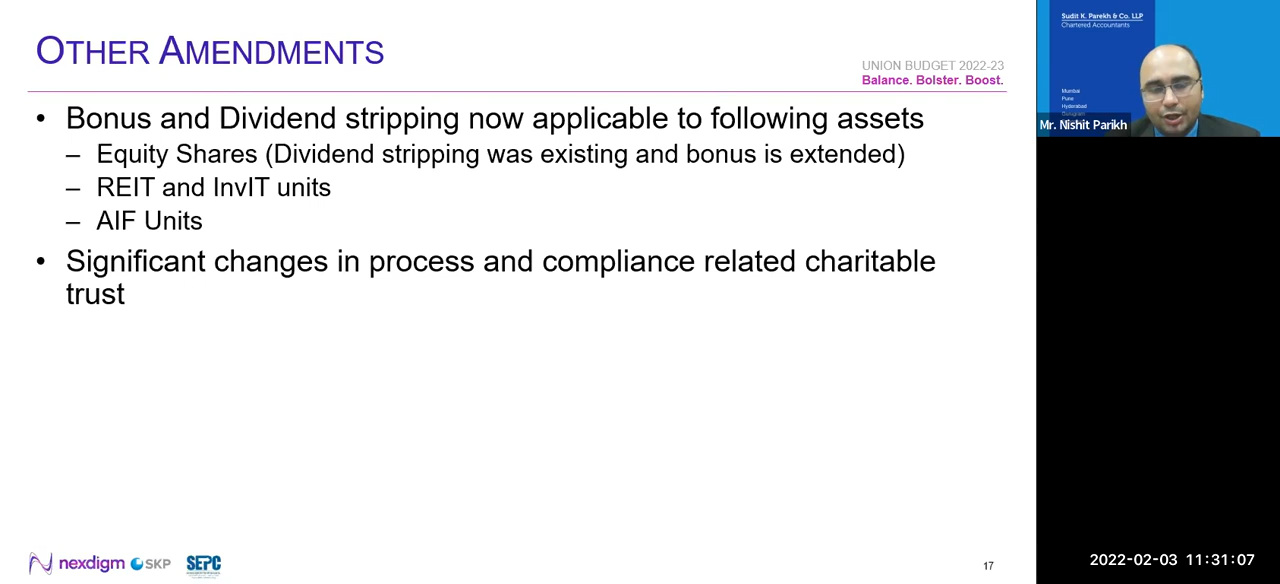 OTHER AMENDMENTS
UNION BUDGET 2022-23
Balance. Bolster. Boost.
• Bonus and Dividend stripping now applicable to following assets
– Equity Shares (Dividend stripping was existing and bonus is extended)
– REIT and InvIT units
– AIF Units
• Significant changes in process and compliance related charitable
trust
nexdigm SKP SEPC
17
Sudit K. Parekh & Co. LLP
Chartered Accountants
Mumbai
Pune
Hyderabad
Mr. Nishit Parikh
2022-02-03 11:31:07